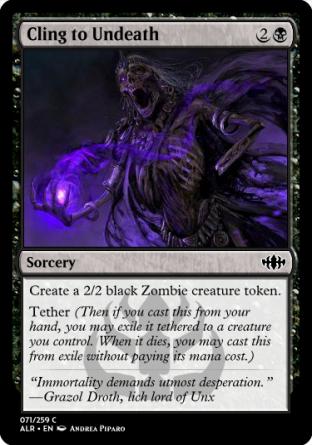 Cling to Undeath 2
Sorcery
Create a 2/2 black Zombie creature token.
Tether (Then if you cast this from your
hand, you may exile it tethered to a creature
you control. When it dies, you may cast this
from exile without paying its mana cost.)
“Immortality demands utmost desperation.”
—Grazol Droth, lich lord of Unx
071/259 C
ALR • EN Andrea Piparo